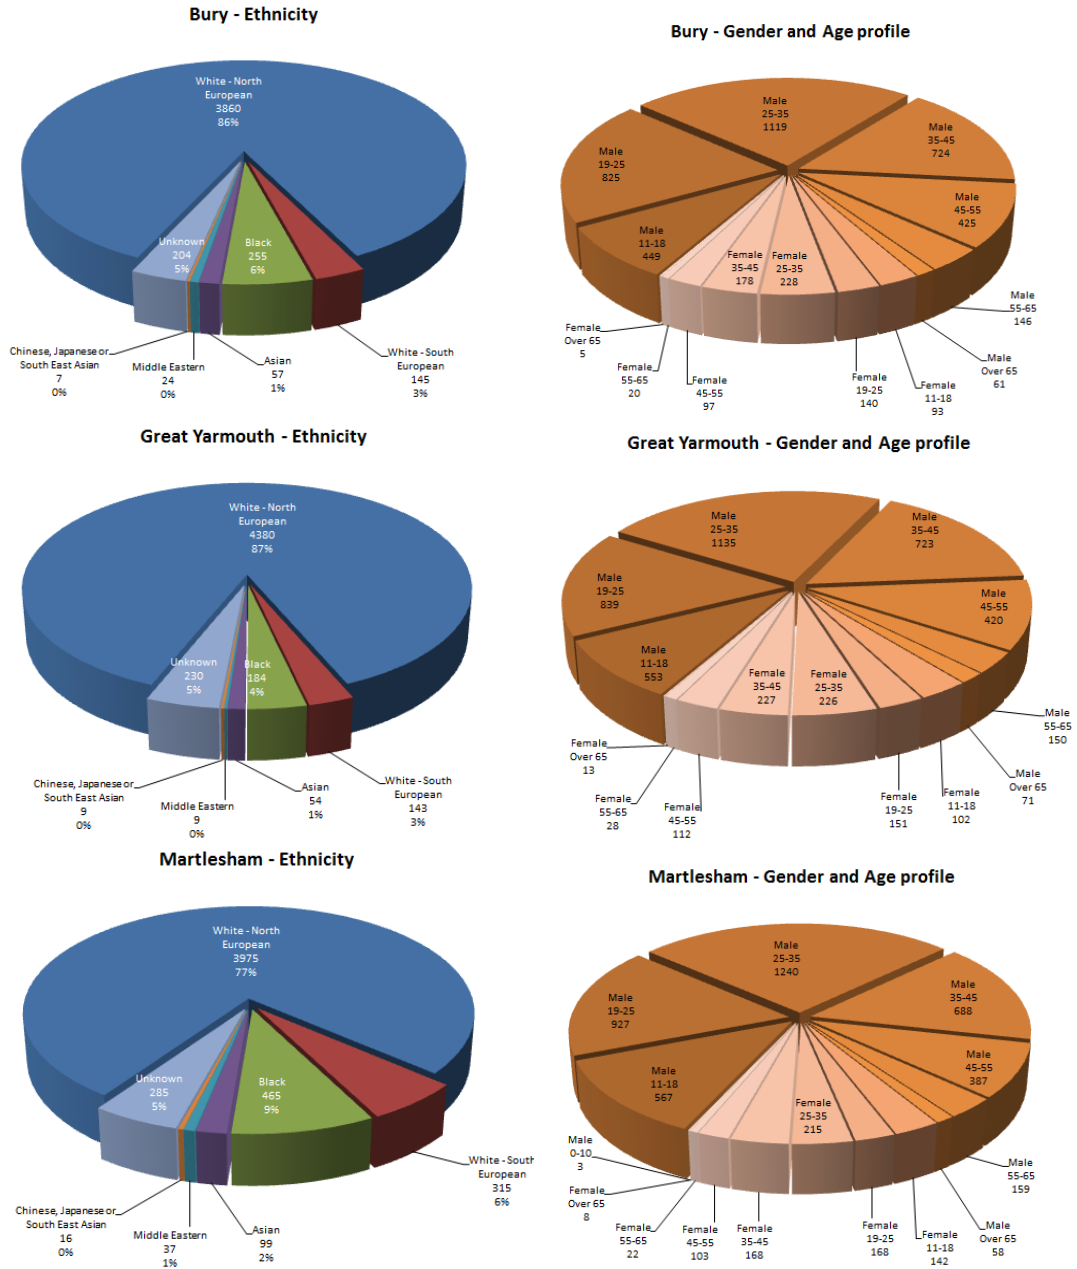 Bury - Ethnicity
White - North
European
3860
86%
Unknown
204
5%
Black
255
6%
Chinese, Japanese or
South East Asian
7
0%
Middle Eastern
24
0%
Asian
57
1%
White - South
European
145
3%
Bury - Gender and Age profile
Male
25-35
1119
Male
35-45
724
Male
19-25
825
45-55
425
Male
11-18
449
Female
35-45
178
Female
25-35
228
Male
55-65
146
Female
Over 65
5
Female
55-65
20
Female
45-55
97
Female
19-25
140
Female
11-18
93
Male
Over 65
61
Great Yarmouth - Ethnicity
White - North
European
4380
87%
Unknown
230
5%
Black
184
4%
Chinese, Japanese or
South East Asian
9
0%
Middle Eastern
9
0%
Asian
54
1%
White - South
European
143
3%
Great Yarmouth - Gender and Age profile
Male
25-35
1135
Male
35-45
723
Male
19-25
839
Male
45-55
420
Male
11-18
553
Female
35-45
227
Female
25-35
226
Male
55-65
150
Female
Over 65
13
Female
55-65
28
Female
45-55
112
Female
19-25
151
Female
11-18
102
Male
Over 65
71
Martlesham - Ethnicity
White - North
European
3975
77%
Unknown
285
5%
Black
465
9%
Chinese, Japanese or
South East Asian
16
0%
Middle Eastern
37
1%
Asian
99
2%
White - South
European
315
6%
Martlesham - Gender and Age profile
Male
25-35
1240
Male
35-45
688
Male
19-25
927
Male
45-55
387
Male
11-18
567
Female
25-35
215
Male
0-10
3
Female
Over 65
8
Female
55-65
22
Female
45-55
103
Female
35-45
168
Female
19-25
168
Female
11-18
142
Male
Over 65
58
Male
55-65
159